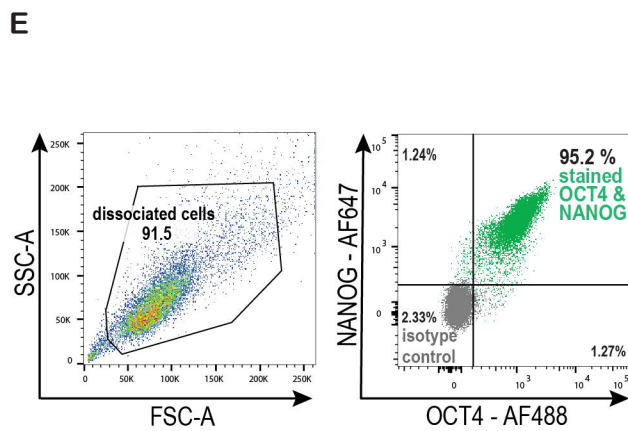 E
250K
200K
150K
100K
50K
0
SSC-A
dissociated cells
91.5
0
50K
100K
150K
200K
250K
FSC-A
10^5
10^4
10^3
0
NANOG - AF647
1.24%
95.2 %
stained
OCT4 &
NANOG
2.33%
isotype
control
1.27%
0
10^3
10^4
10^5
OCT4 - AF488